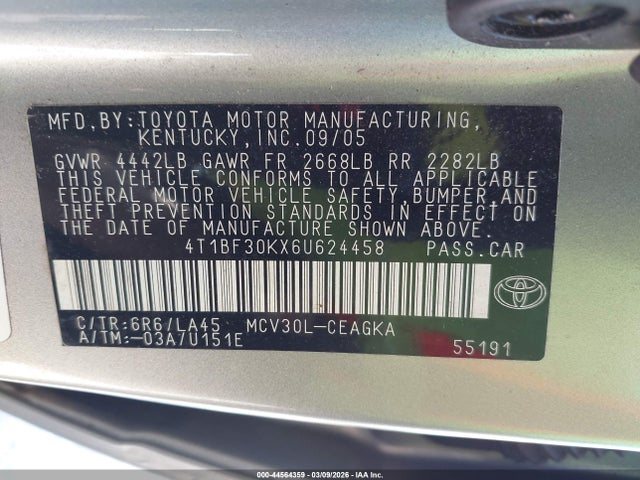 MFD.BY:TOYOTA MOTOR MANUFACTURING,
KENTUCKY,INC.09/05
GVWR 4442LB GAWR FR 2668LB RR 2282LB
THIS VEHICLE CONFORMS TO ALL APPLICABLE
FEDERAL MOTOR VEHICLE SAFETY,BUMPER,AND
THEFT PREVENTION STANDARDS IN EFFECT ON
THE DATE OF MANUFACTURE SHOWN ABOVE.
4T1BF30KX6U624458 PASS.CAR
C/TR:6R6/LA45 MCV30L-CEAGKA
A/TM:-03A7U151E
55191
TOYOTA
000-44564359 | 03/09/2026 | IAA Inc.